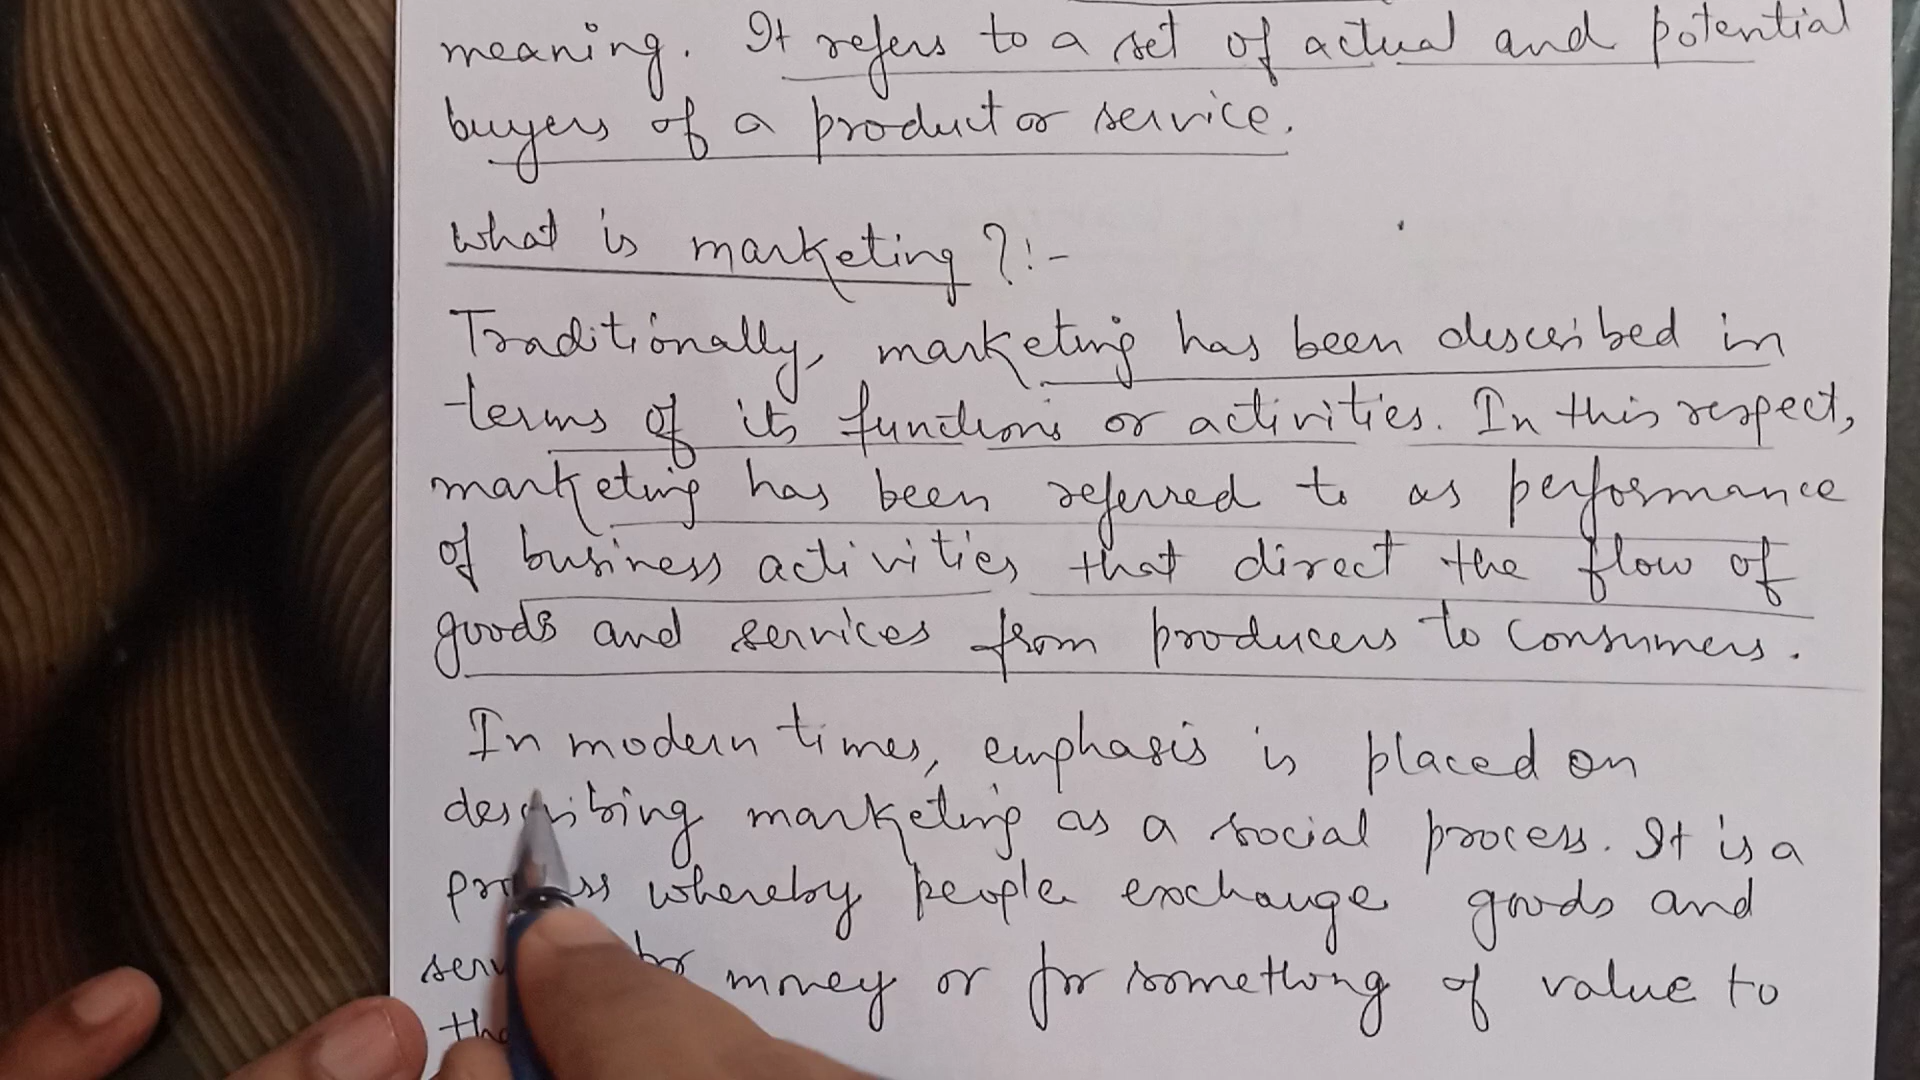 meaning. It refers to a set of actual and potential
buyers of a product or service.
What is marketing?:-
Traditionally, marketing has been described in
terms of its functions or activities. In this respect,
marketing has been referred to as performance
of business activities that direct the flow of
goods and services from producers to consumers.
In modern times, emphasis is placed on
describing marketing as a social process. It is a
process whereby people exchange goods and
for money or for something of value to